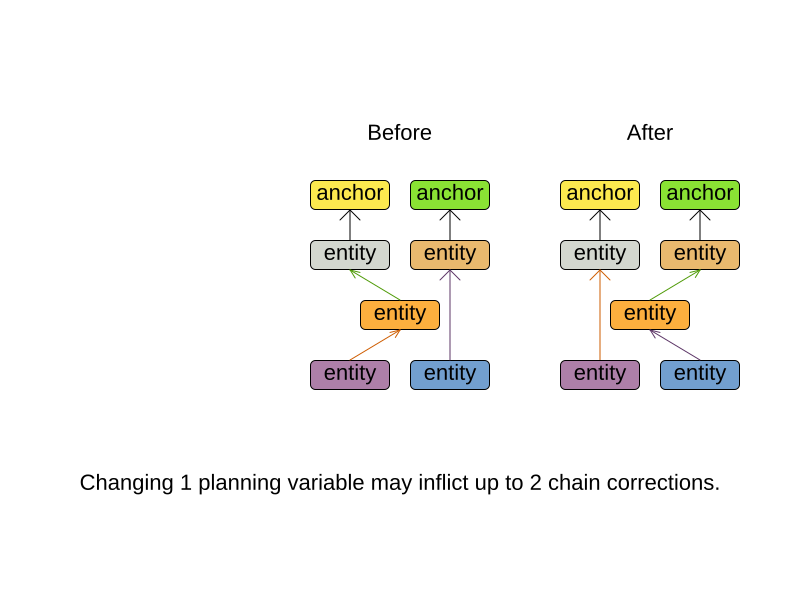 Before After
anchor anchor anchor anchor
entity entity entity entity
entity entity
entity entity entity entity
Changing 1 planning variable may inflict up to 2 chain corrections.